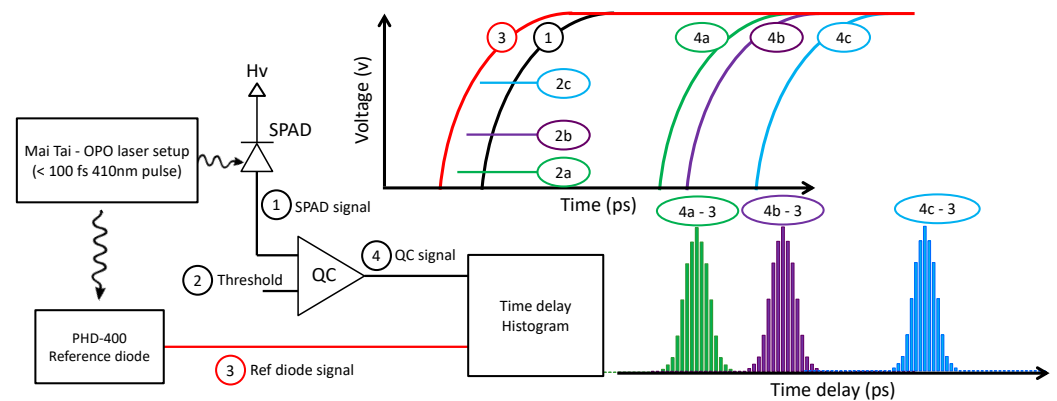 3
1
4a
4b
4c
Hv
2c
Voltage (v)
SPAD
Mai Tai - OPO laser setup
(< 100 fs 410nm pulse)
2b
2a
Time (ps)
1 SPAD signal
4a - 3
4b - 3
4c - 3
4 QC signal
2 Threshold
QC
Time delay
Histogram
PHD-400
Reference diode
3 Ref diode signal
Time delay (ps)